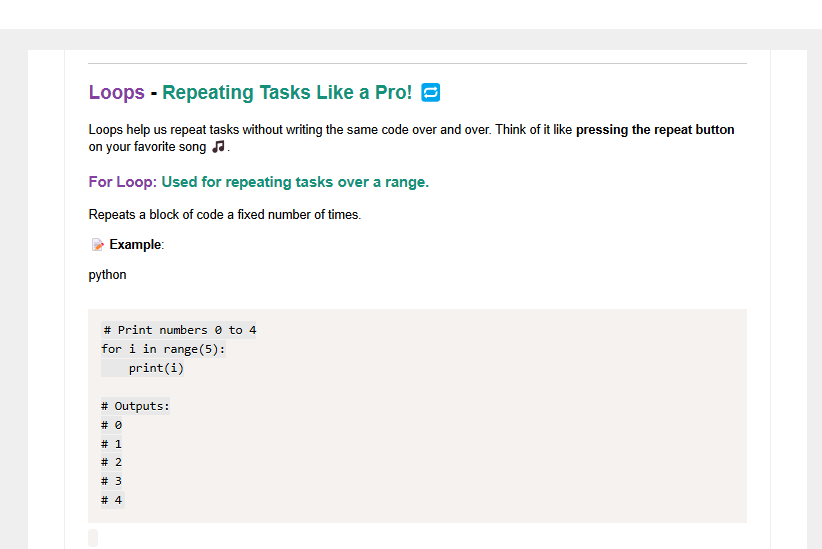 Loops - Repeating Tasks Like a Pro! 🔁
Loops help us repeat tasks without writing the same code over and over. Think of it like pressing the repeat button
on your favorite song 🎵.
For Loop: Used for repeating tasks over a range.
Repeats a block of code a fixed number of times.
📝 Example:
python
# Print numbers 0 to 4
for i in range(5):
    print(i)
# Outputs:
# 0
# 1
# 2
# 3
# 4